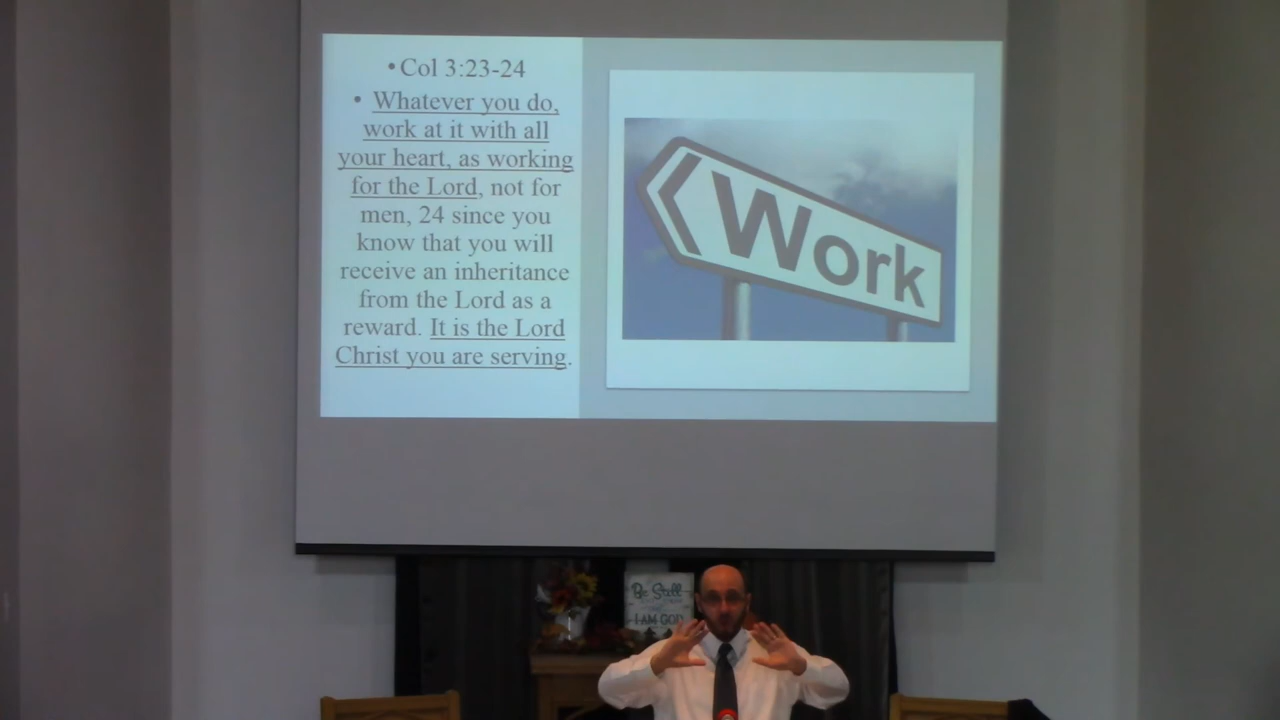 •Col 3:23-24
• Whatever you do,
work at it with all
your heart, as working
for the Lord, not for
men, 24 since you
know that you will
receive an inheritance
from the Lord as a
reward. It is the Lord
Christ you are serving.
Work
Be Still
I AM GOD